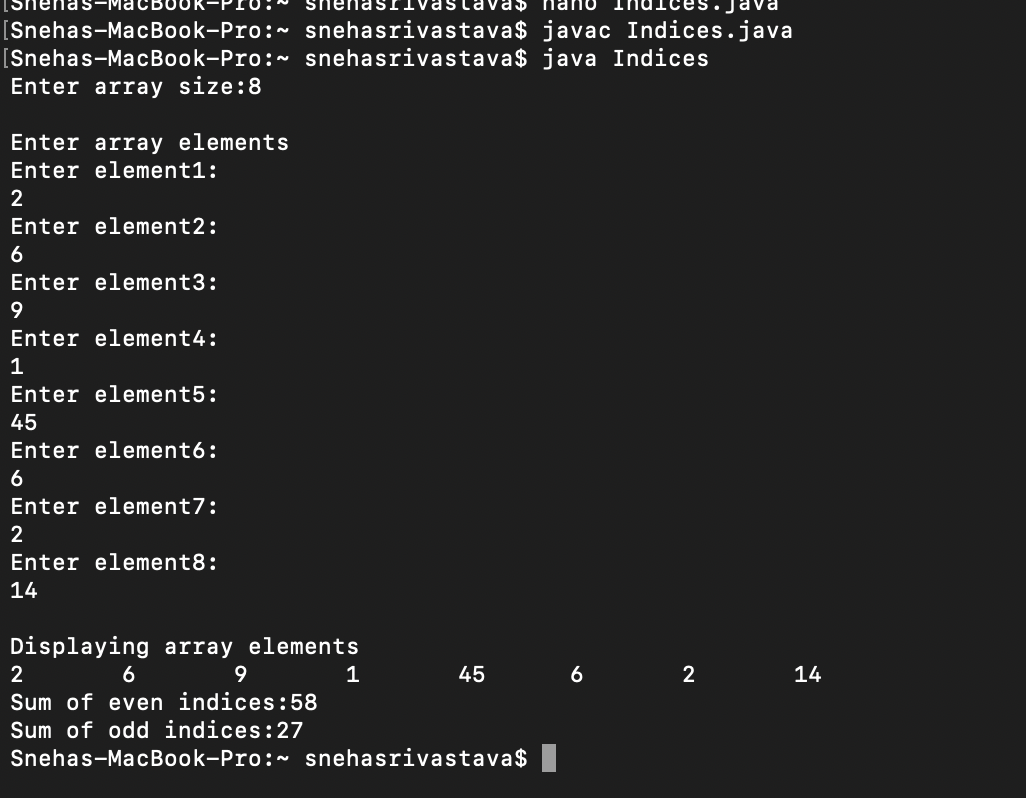 [Snehas-MacBook-Pro:~ snehasrivastava$ nano Indices.java
[Snehas-MacBook-Pro:~ snehasrivastava$ javac Indices.java
[Snehas-MacBook-Pro:~ snehasrivastava$ java Indices
Enter array size:8

Enter array elements
Enter element1:
2
Enter element2:
6
Enter element3:
9
Enter element4:
1
Enter element5:
45
Enter element6:
6
Enter element7:
2
Enter element8:
14

Displaying array elements
2	6	9	1	45	6	2	14
Sum of even indices:58
Sum of odd indices:27
Snehas-MacBook-Pro:~ snehasrivastava$